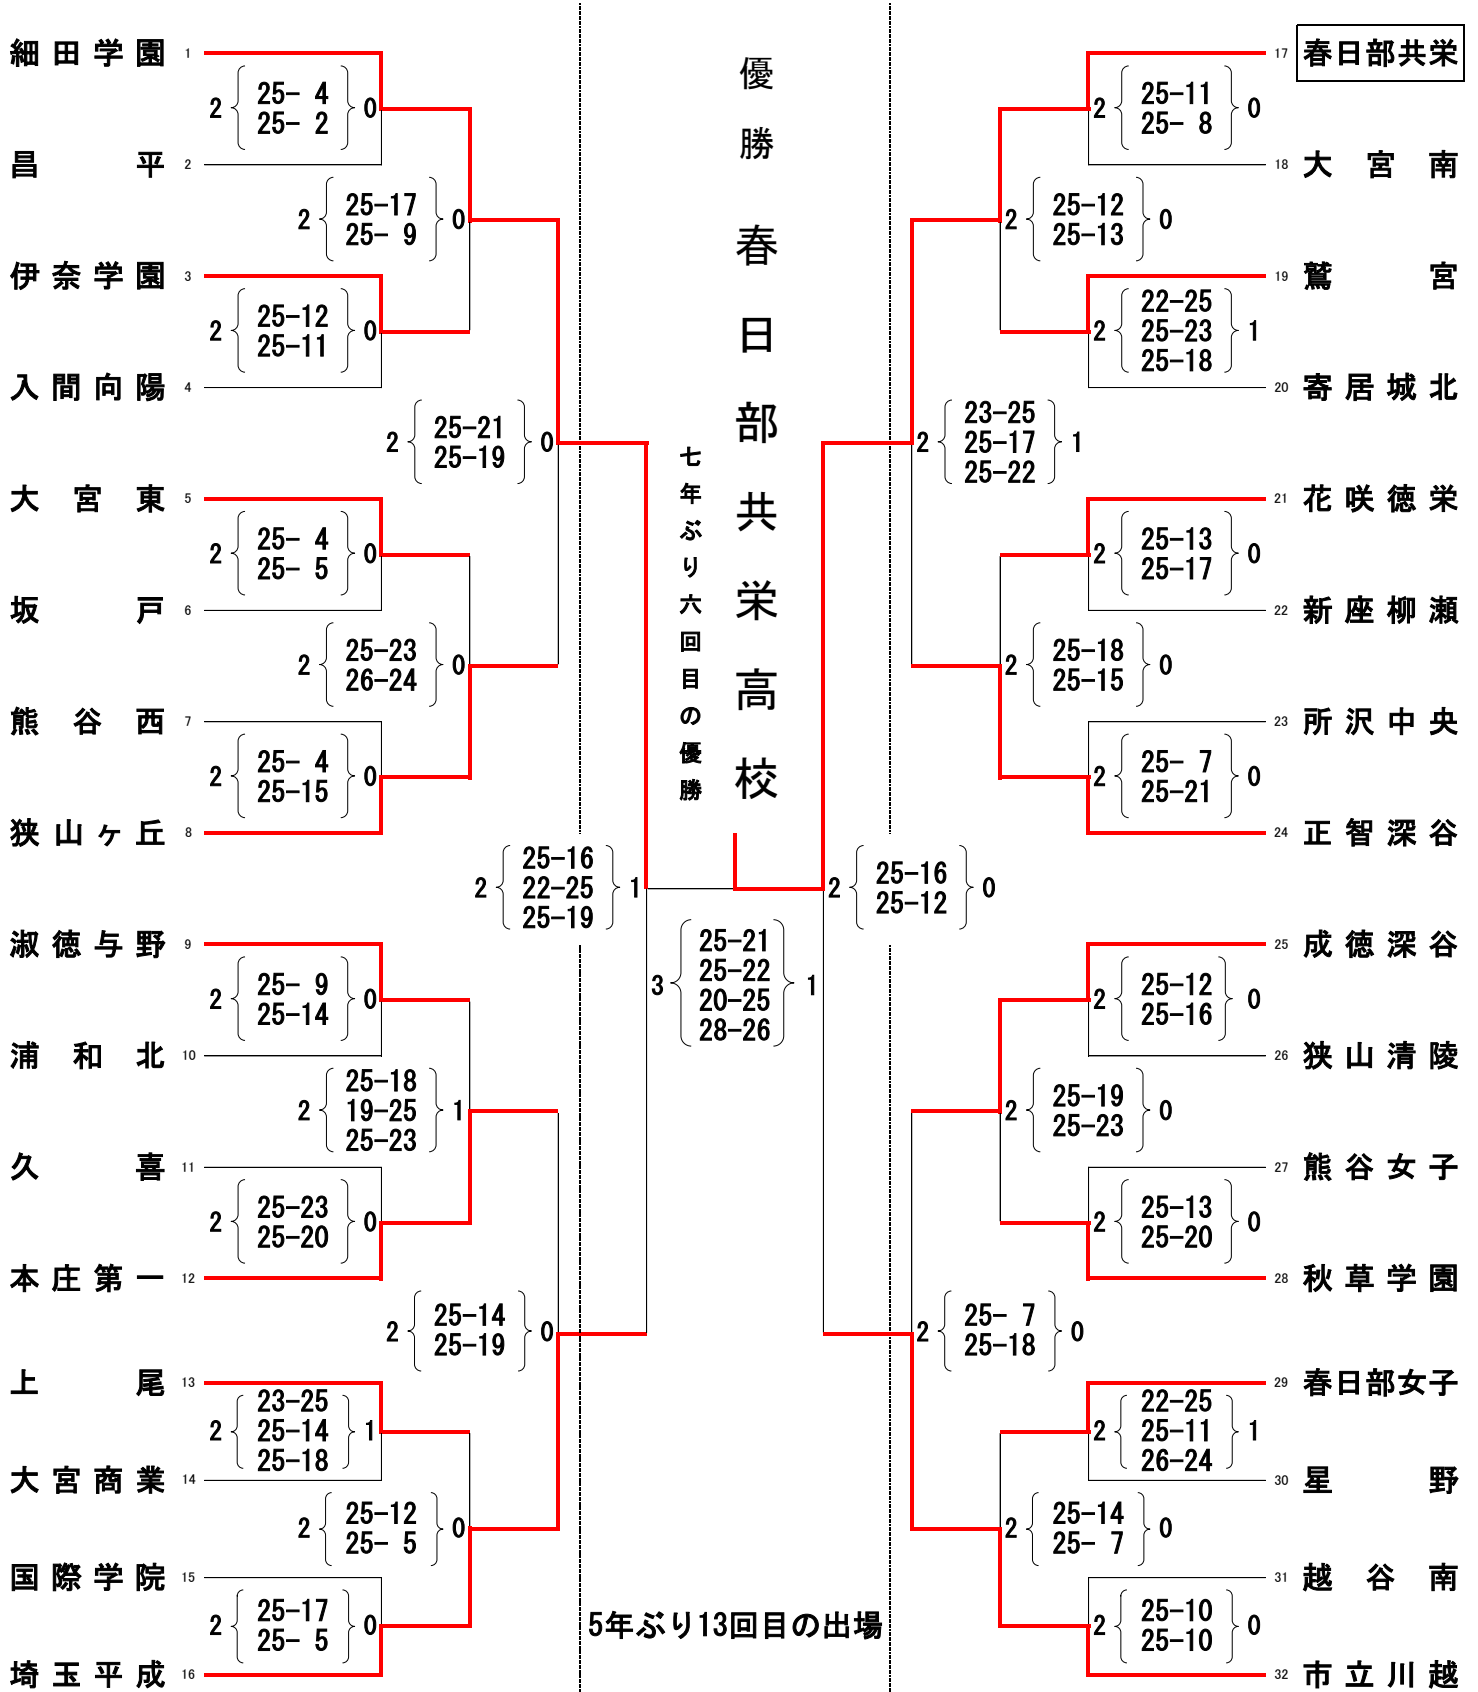 優勝 春日部共栄高校
七年ぶり六回目の優勝
細田学園 1
2 25- 4 0
25- 2
昌平 2
2 25-17 0
25- 9
伊奈学園 3
2 25-12 0
25-11
入間向陽 4
2 25-21 0
25-19
大宮東 5
2 25- 4 0
25- 5
坂戸 6
2 25-23 0
26-24
熊谷西 7
2 25- 4 0
25-15
狭山ヶ丘 8
2 25-16 1
22-25
25-19
淑徳与野 9
2 25- 9 0
25-14
浦和北 10
2 25-18 1
19-25
25-23
久喜 11
2 25-23 0
25-20
本庄第一 12
2 25-14 0
25-19
上尾 13
2 23-25 1
25-14
25-18
大宮商業 14
2 25-12 0
25- 5
国際学院 15
2 25-17 0
25- 5
埼玉平成 16
3 25-21 1
25-22
20-25
28-26
17 春日部共栄
2 25-11 0
25- 8
18 大宮南
2 25-12 0
25-13
19 鷲宮
2 22-25 1
25-23
25-18
20 寄居城北
2 23-25 1
25-17
25-22
21 花咲徳栄
2 25-13 0
25-17
22 新座柳瀬
2 25-18 0
25-15
23 所沢中央
2 25- 7 0
25-21
24 正智深谷
2 25-16 0
25-12
25 成徳深谷
2 25-12 0
25-16
26 狭山清陵
2 25-19 0
25-23
27 熊谷女子
2 25-13 0
25-20
28 秋草学園
2 25- 7 0
25-18
29 春日部女子
2 22-25 1
25-11
26-24
30 星野
2 25-14 0
25- 7
31 越谷南
2 25-10 0
25-10
32 市立川越
5年ぶり13回目の出場